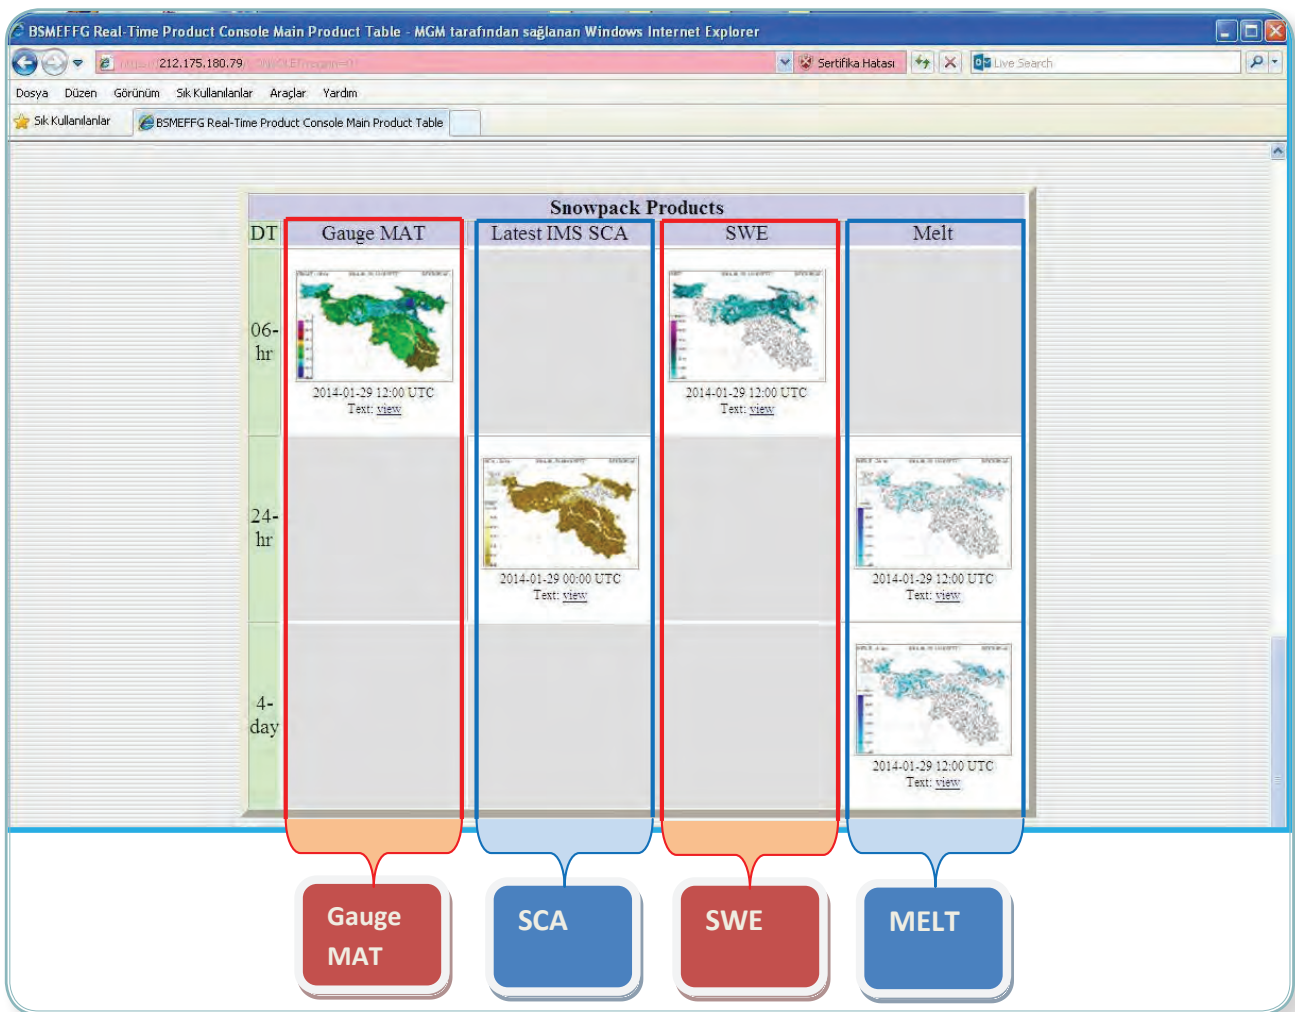 BSMEFFG Real-Time Product Console Main Product Table - MGM tarafından sağlanan Windows Internet Explorer
212.175.180.79
Sertifika Hatası
Live Search
Dosya Düzen Görünüm Sık Kullanılanlar Araçlar Yardım
Sık Kullanılanlar
BSMEFFG Real-Time Product Console Main Product Table
Snowpack Products
DT Gauge MAT Latest IMS SCA SWE Melt
06-
hr
2014-01-29 12:00 UTC
Text: view
2014-01-29 12:00 UTC
Text: view
24-
hr
2014-01-29 00:00 UTC
Text: view
2014-01-29 12:00 UTC
Text: view
4-
day
2014-01-29 12:00 UTC
Text: view
Gauge
MAT
SCA
SWE
MELT